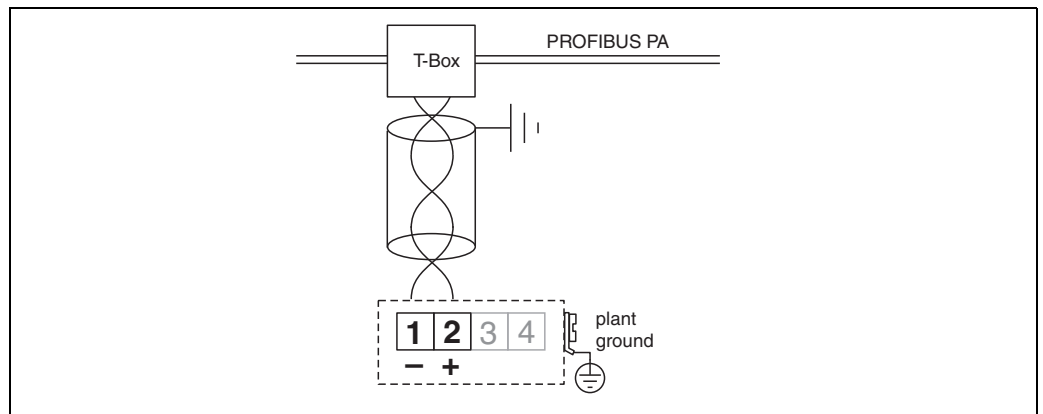 PROFIBUS PA
T-Box
1 2 3 4
– +
plant
ground